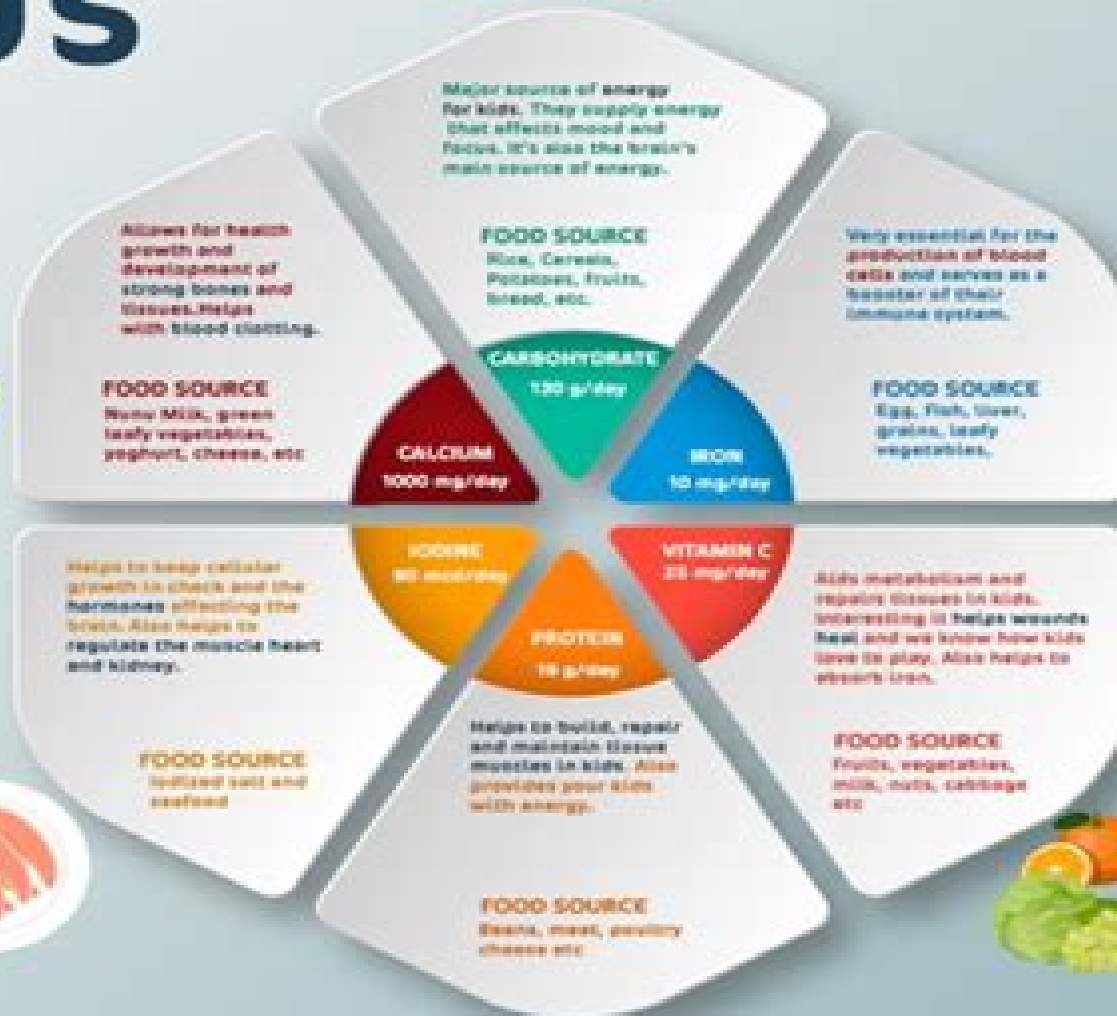 s
Major source of energy
for kids. They supply energy
that affects mood and
focus. It's also the brain's
main source of energy.
FOOD SOURCE
Rice, Cereals,
Potatoes, fruits,
bread, etc.
CARBOHYDRATE
130 g/day
Very essential for the
production of blood
cells and serves as a
booster of their
immune system.
FOOD SOURCE
Egg, fish, liver,
grains, leafy
vegetables,
IRON
10 mg/day
VITAMIN C
25 mg/day
Aids metabolism and
repairs tissues in kids.
Interesting it helps wounds
heal and we know how kids
love to play. Also helps to
absorb iron.
FOOD SOURCE
Fruits, vegetables,
milk, nuts, cabbage
etc
PROTEIN
19 g/day
Helps to build, repair
and maintain tissue
muscles in kids Also
provides your kids
with energy.
FOOD SOURCE
Beans, meat, poultry
cheese etc
IODINE
90
Helps to keep cellular
growth in check and the
hormones affecting the
brain. Also helps to
regulate the muscle heart
and kidney.
FOOD SOURCE
Iodized salt and
seafood
CALCIUM
1000 mg/day
Allows for health
growth and
development of
strong bones and
tissues.Helps
with blood clotting.
FOOD SOURCE
Nunu Milk, green
leafy vegetables,
yoghurt, cheese, etc